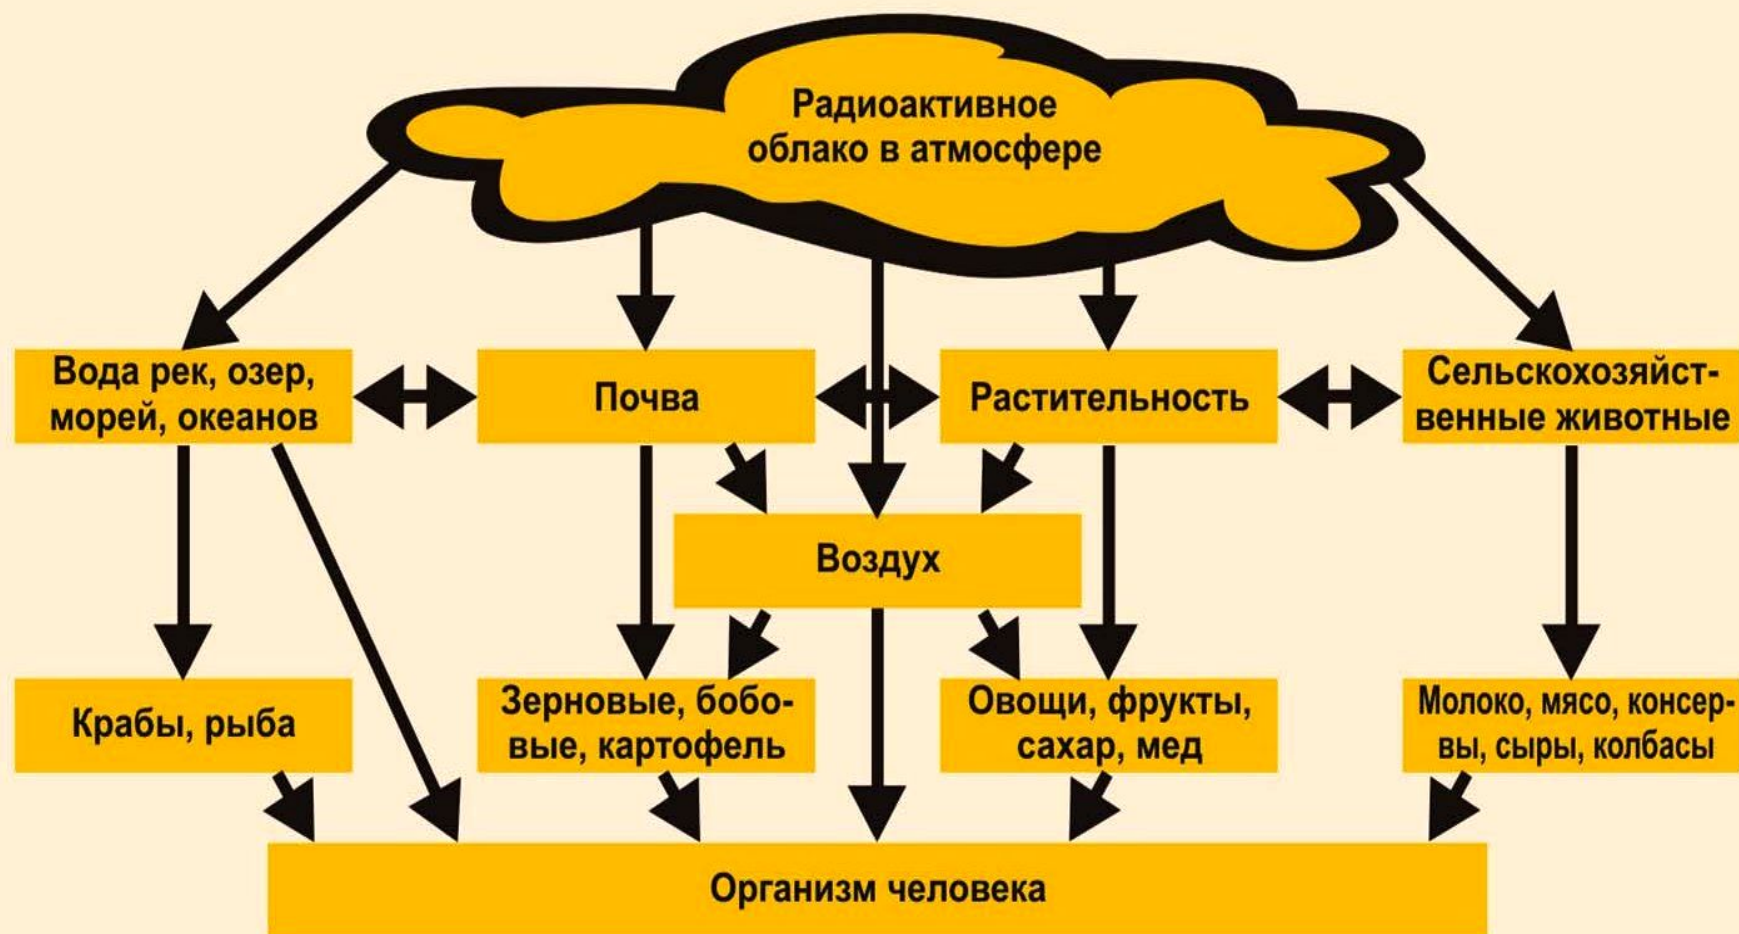 Радиоактивное
облако в атмосфере
Вода рек, озер,
морей, океанов
Почва
Растительность
Сельскохозяйст-
венные животные
Воздух
Крабы, рыба
Зерновые, бобо-
вые, картофель
Овощи, фрукты,
сахар, мед
Молоко, мясо, консер-
вы, сыры, колбасы
Организм человека